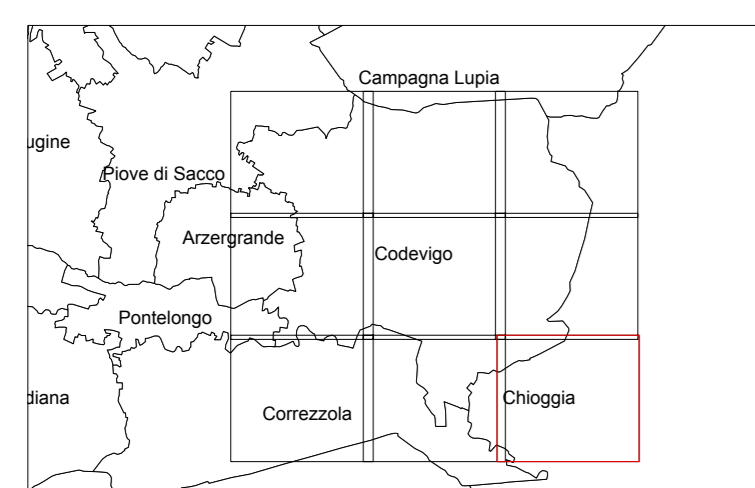 Campagna Lupia
ugine
Piove di Sacco
Arzergrande
Codevigo
Pontelongo
diana
Chioggia
Correzzola